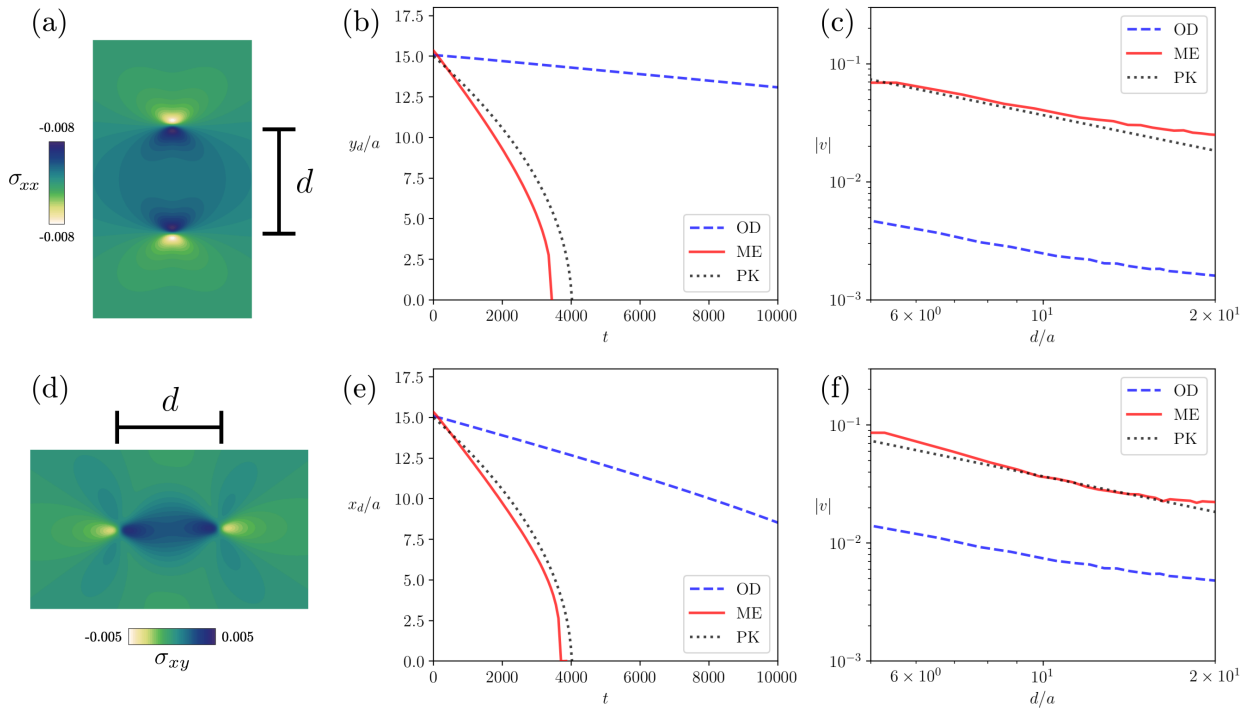 (a)
-0.008
σ_xx
-0.008
d
(b)
17.5
15.0
12.5
y_d/a
10.0
7.5
5.0
2.5
0.0
OD
ME
PK
0 2000 4000 6000 8000 10000
t
(c)
OD
ME
PK
10^{-1}
|v|
10^{-2}
10^{-3}
6 × 10^0 10^1 2 × 10^1
d/a
(d)
d
-0.005 0.005
σ_xy
(e)
17.5
15.0
12.5
x_d/a
10.0
7.5
5.0
2.5
0.0
OD
ME
PK
0 2000 4000 6000 8000 10000
t
(f)
OD
ME
PK
10^{-1}
|v|
10^{-2}
10^{-3}
6 × 10^0 10^1 2 × 10^1
d/a